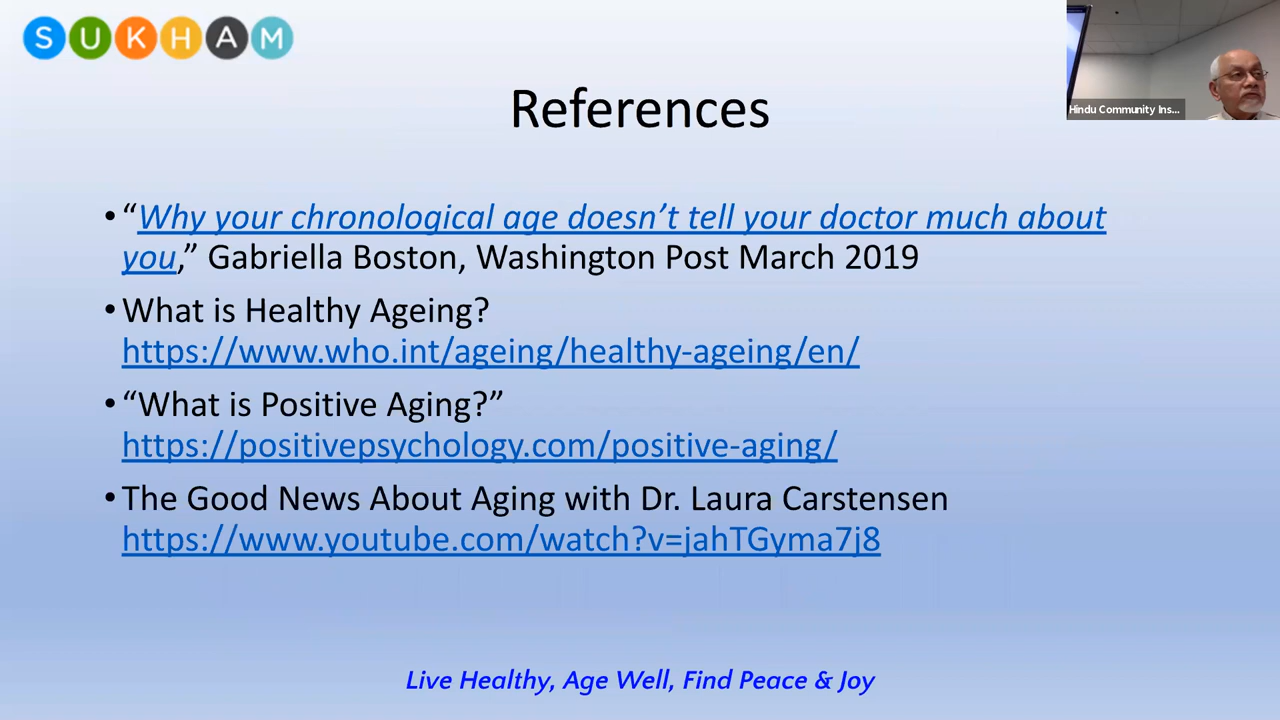 SUKHAM
Hindu Community Ins...
References
• “Why your chronological age doesn’t tell your doctor much about
you,” Gabriella Boston, Washington Post March 2019
• What is Healthy Ageing?
https://www.who.int/ageing/healthy-ageing/en/
• “What is Positive Aging?”
https://positivepsychology.com/positive-aging/
• The Good News About Aging with Dr. Laura Carstensen
https://www.youtube.com/watch?v=jahTGyma7j8
Live Healthy, Age Well, Find Peace & Joy